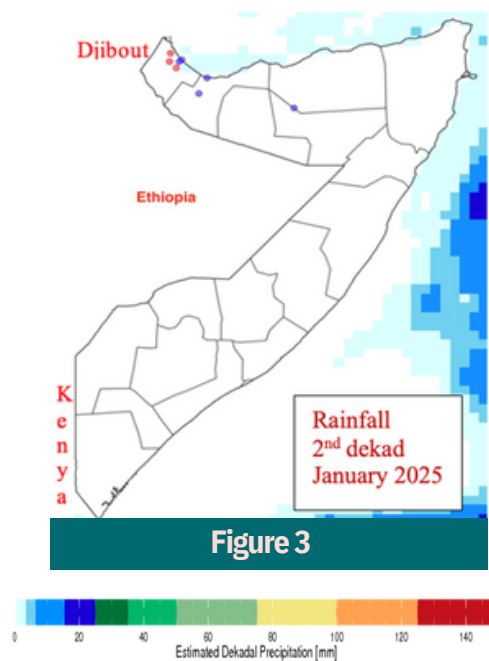 Djibout
Ethiopia
K
e
n
y
a
Rainfall
2nd dekad
January 2025
Figure 3
0 20 40 60 80 100 120 140
Estimated Dekadal Precipitation [mm]